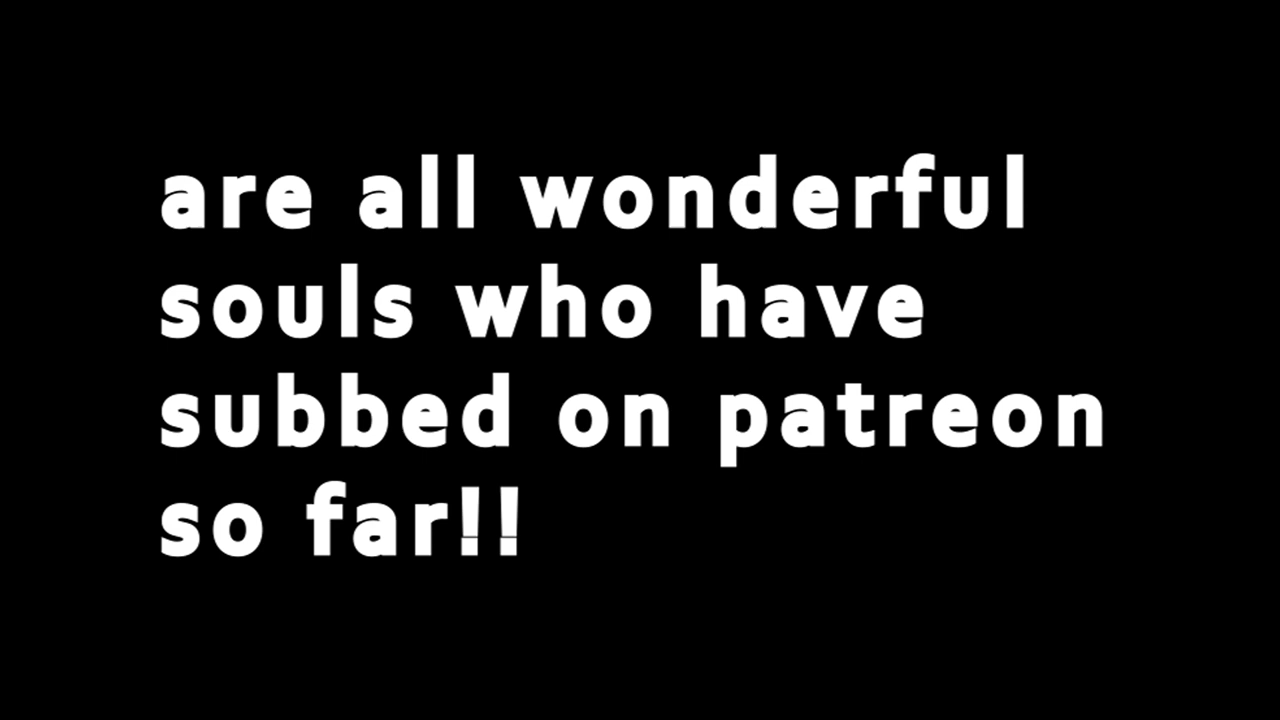 are all wonderful
souls who have
subbed on patreon
so far!!